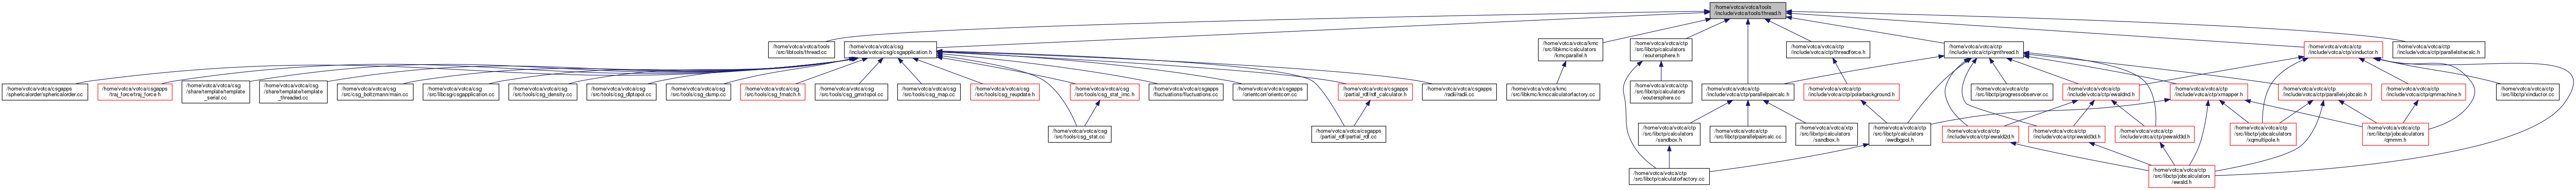 /home/votca/votca/tools
/include/votca/tools/thread.h
/home/votca/votca/tools
/src/libtools/thread.cc
/home/votca/votca/csg
/include/votca/csg/csgapplication.h
/home/votca/votca/kmc
/src/libkmc/calculators
/kmcparallel.h
/home/votca/votca/ctp
/src/libctp/calculators
/eoutersphere.h
/home/votca/votca/ctp
/include/votca/ctp/threadforce.h
/home/votca/votca/ctp
/include/votca/ctp/qmthread.h
/home/votca/votca/ctp
/include/votca/ctp/xinductor.h
/home/votca/votca/ctp
/include/votca/ctp/parallelsitecalc.h
/home/votca/votca/csgapps
/sphericalorder/sphericalorder.cc
/home/votca/votca/csgapps
/traj_force/traj_force.h
/home/votca/votca/csg
/share/template/template
_serial.cc
/home/votca/votca/csg
/share/template/template
_threaded.cc
/home/votca/votca/csg
/src/csg_boltzmann/main.cc
/home/votca/votca/csg
/src/libcsg/csgapplication.cc
/home/votca/votca/csg
/src/tools/csg_density.cc
/home/votca/votca/csg
/src/tools/csg_dlptopol.cc
/home/votca/votca/csg
/src/tools/csg_dump.cc
/home/votca/votca/csg
/src/tools/csg_fmatch.h
/home/votca/votca/csg
/src/tools/csg_gmxtopol.cc
/home/votca/votca/csg
/src/tools/csg_map.cc
/home/votca/votca/csg
/src/tools/csg_reupdate.h
/home/votca/votca/csg
/src/tools/csg_stat_imc.h
/home/votca/votca/csgapps
/fluctuations/fluctuations.cc
/home/votca/votca/csgapps
/orientcorr/orientcorr.cc
/home/votca/votca/csgapps
/partial_rdf/rdf_calculator.h
/home/votca/votca/csgapps
/radii/radii.cc
/home/votca/votca/kmc
/src/libkmc/kmccalculatorfactory.cc
/home/votca/votca/ctp
/src/libctp/calculators
/eoutersphere.cc
/home/votca/votca/ctp
/include/votca/ctp/parallelpaircalc.h
/home/votca/votca/ctp
/include/votca/ctp/polarbackground.h
/home/votca/votca/ctp
/src/libctp/progressobserver.cc
/home/votca/votca/ctp
/include/votca/ctp/ewaldnd.h
/home/votca/votca/ctp
/include/votca/ctp/xmapper.h
/home/votca/votca/ctp
/include/votca/ctp/parallelxjobcalc.h
/home/votca/votca/ctp
/include/votca/ctp/qmmachine.h
/home/votca/votca/ctp
/src/libctp/xinductor.cc
/home/votca/votca/csg
/src/tools/csg_stat.cc
/home/votca/votca/csgapps
/partial_rdf/partial_rdf.cc
/home/votca/votca/ctp
/src/libctp/calculators
/sandbox.h
/home/votca/votca/ctp
/src/libctp/parallelpaircalc.cc
/home/votca/votca/xtp
/src/libxtp/calculators
/sandbox.h
/home/votca/votca/ctp
/src/libctp/calculators
/ewdbgpol.h
/home/votca/votca/ctp
/include/votca/ctp/ewald2d.h
/home/votca/votca/ctp
/include/votca/ctp/ewald3d.h
/home/votca/votca/ctp
/include/votca/ctp/pewald3d.h
/home/votca/votca/ctp
/src/libctp/jobcalculators
/xqmultipole.h
/home/votca/votca/ctp
/src/libctp/jobcalculators
/qmmm.h
/home/votca/votca/ctp
/src/libctp/calculatorfactory.cc
/home/votca/votca/ctp
/src/libctp/jobcalculators
/ewald.h